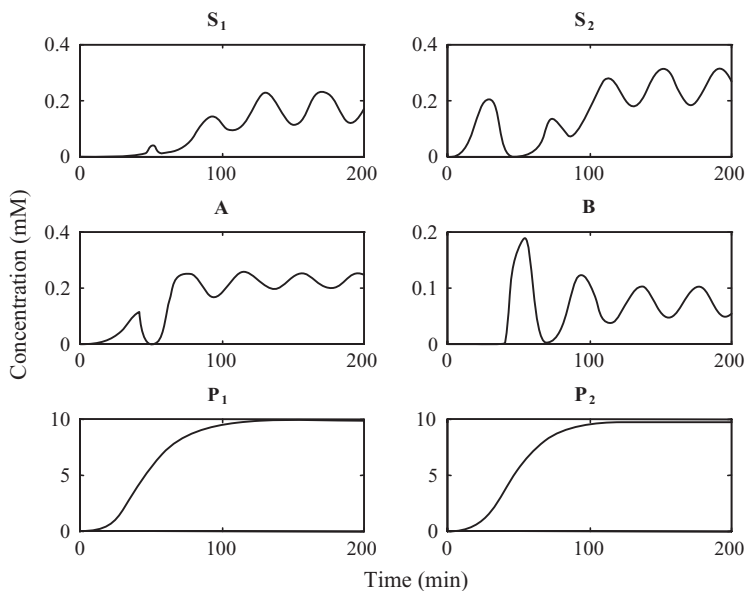 S1 S2
0.4 0.4
0.2 0.2
0 0
0 100 200 0 100 200
A B
0.4 0.2
0.2 0.1
0 0
0 100 200 0 100 200
P1 P2
10 10
5 5
0 0
0 100 200 0 100 200
Concentration (mM)
Time (min)